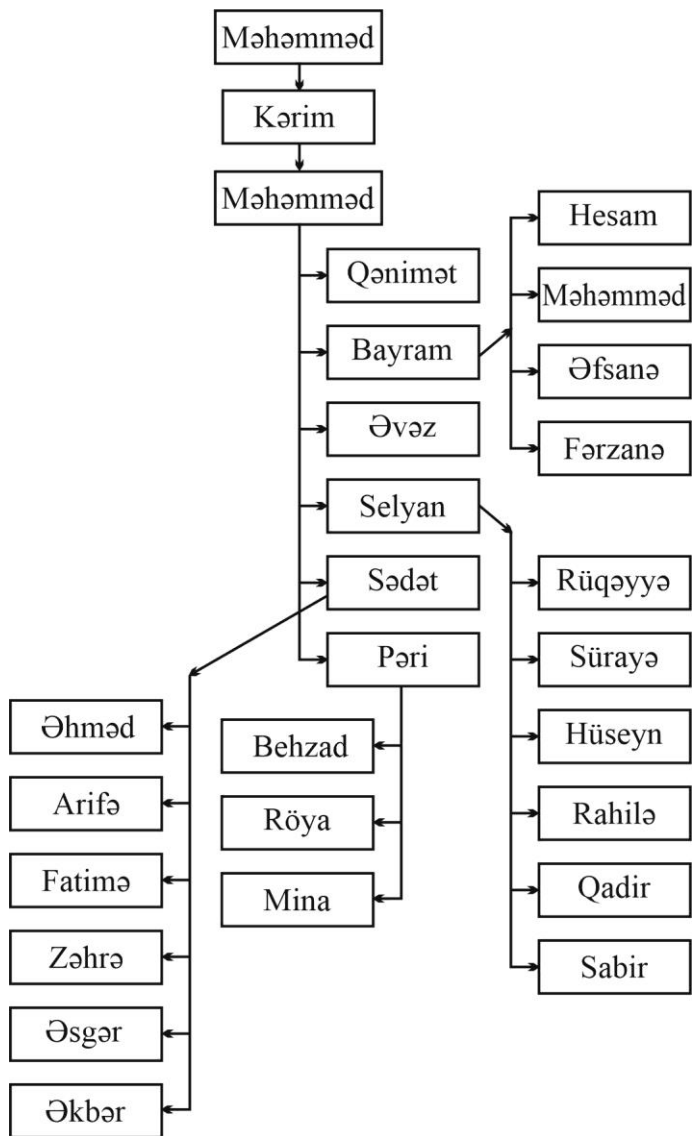 Məhəmməd
Kərim
Məhəmməd
Qənimət
Bayram
Əvəz
Selyan
Sədət
Pəri
Hesam
Məhəmməd
Əfsanə
Fərzanə
Rüqəyyə
Sürayə
Hüseyn
Rahilə
Qadir
Sabir
Behzad
Röya
Mina
Əhməd
Arifə
Fatimə
Zəhrə
Əsgər
Əkbər